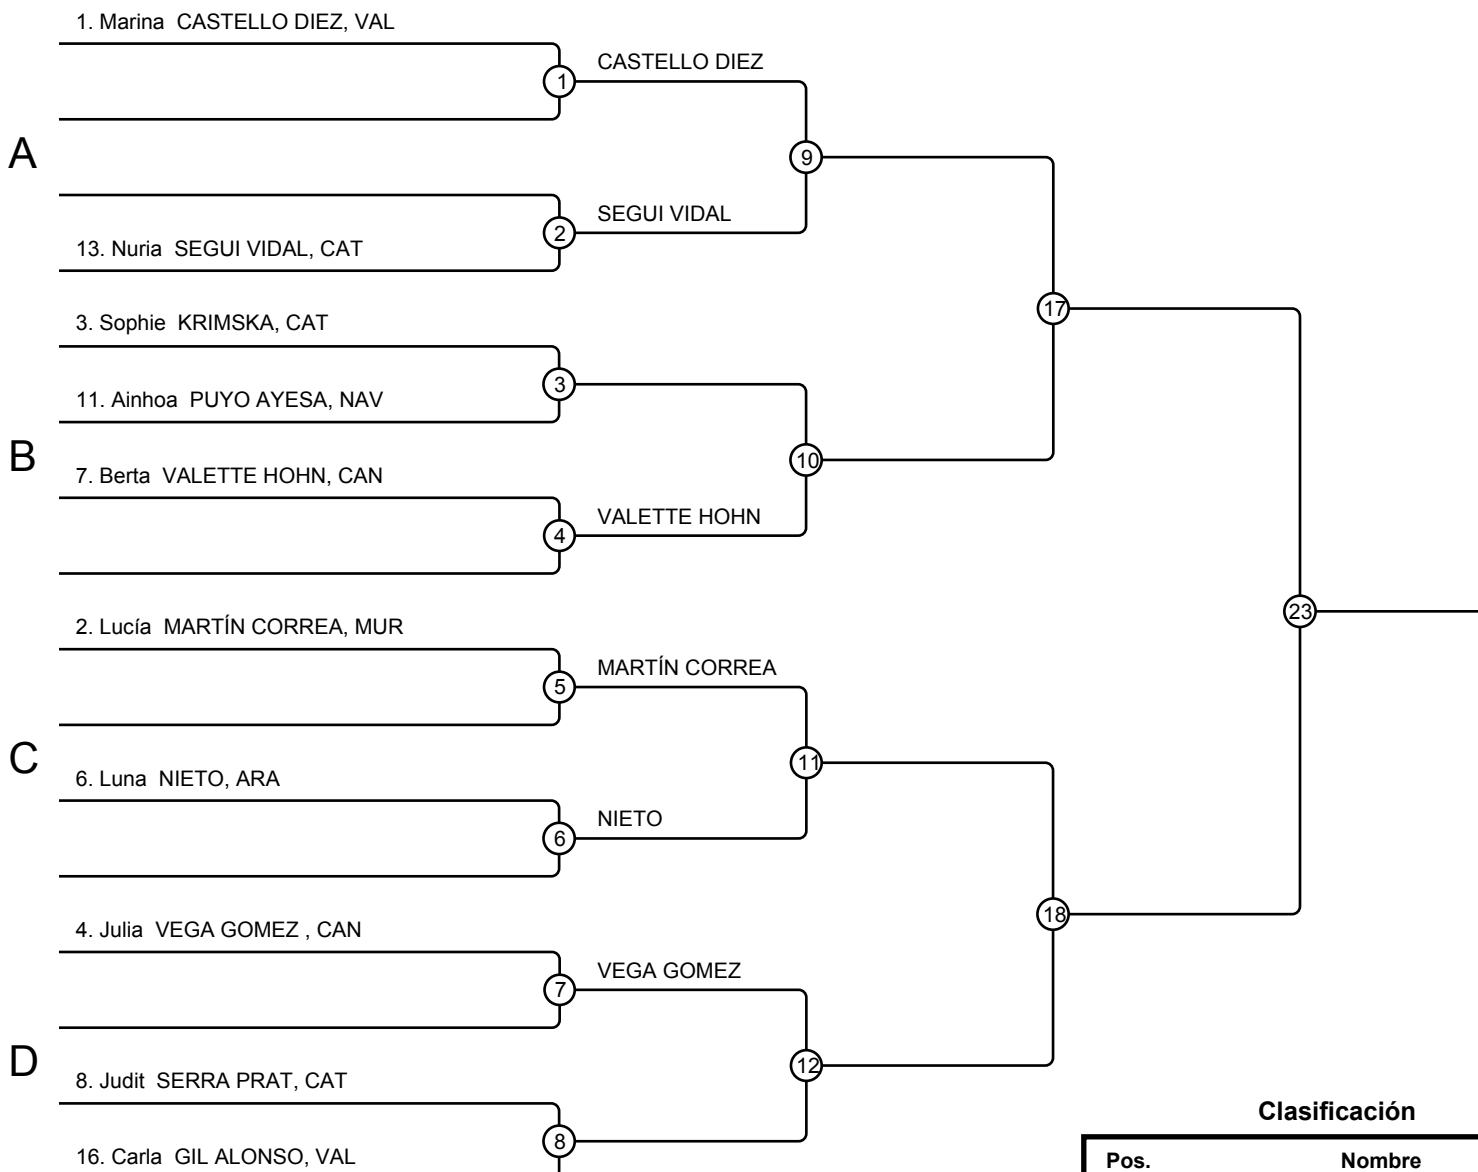 1. Marina CASTELLO DIEZ, VAL
CASTELLO DIEZ
1
A
9
SEGUI VIDAL
2
13. Nuria SEGUI VIDAL, CAT
3. Sophie KRIMSKA, CAT
17
3
11. Ainhoa PUYO AYESA, NAV
B
10
7. Berta VALETTE HOHN, CAN
VALETTE HOHN
4
23
2. Lucía MARTÍN CORREA, MUR
MARTÍN CORREA
5
C
11
6. Luna NIETO, ARA
NIETO
6
18
4. Julia VEGA GOMEZ , CAN
VEGA GOMEZ
7
D
12
8. Judit SERRA PRAT, CAT
Clasificación
8
16. Carla GIL ALONSO, VAL
Pos. Nombre